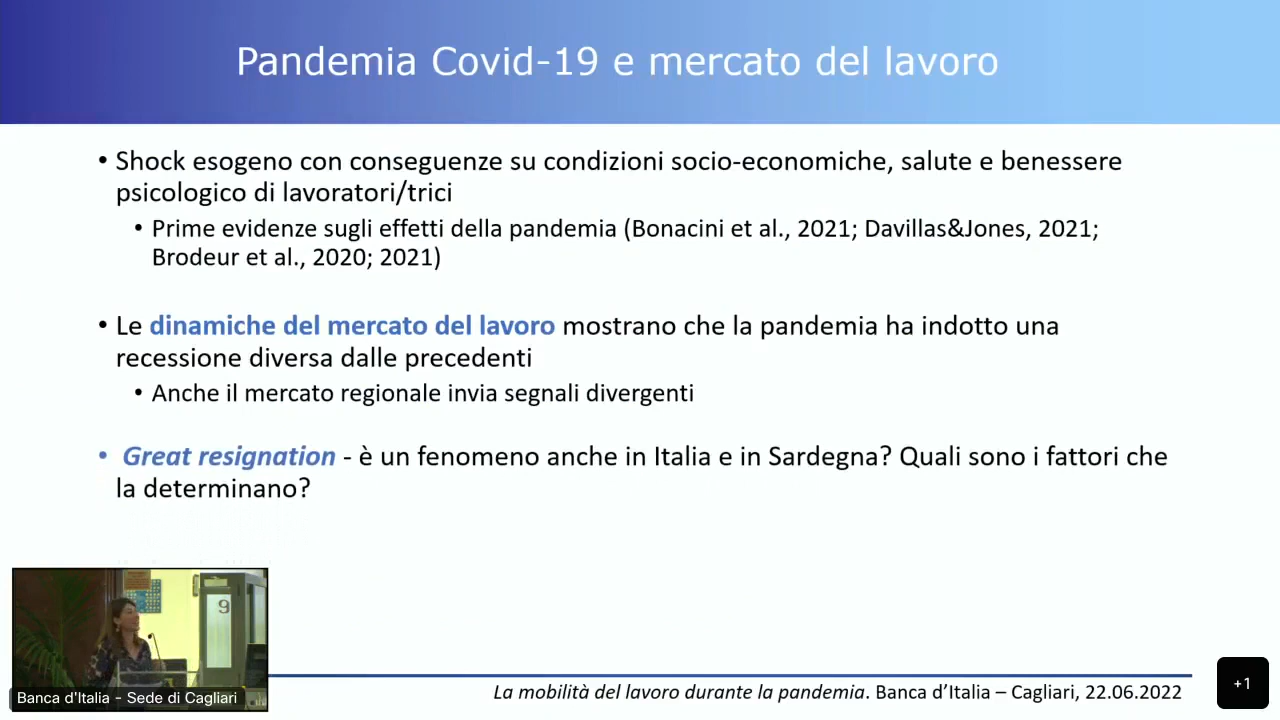 Pandemia Covid-19 e mercato del lavoro
• Shock esogeno con conseguenze su condizioni socio-economiche, salute e benessere
psicologico di lavoratori/trici
• Prime evidenze sugli effetti della pandemia (Bonacini et al., 2021; Davillas&Jones, 2021;
Brodeur et al., 2020; 2021)
• Le dinamiche del mercato del lavoro mostrano che la pandemia ha indotto una
recessione diversa dalle precedenti
• Anche il mercato regionale invia segnali divergenti
• Great resignation - è un fenomeno anche in Italia e in Sardegna? Quali sono i fattori che
la determinano?
9
Banca d'Italia - Sede di Cagliari
La mobilità del lavoro durante la pandemia. Banca d’Italia – Cagliari, 22.06.2022
+1